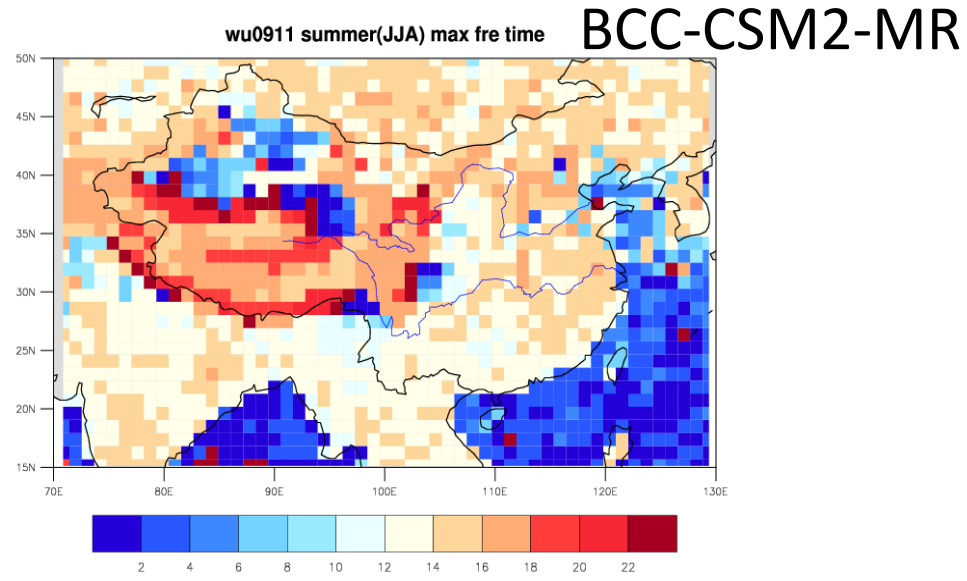 BCC-CSM2-MR
wu0911 summer(JJA) max fre time
50N
45N
40N
35N
30N
25N
20N
15N
70E 80E 90E 100E 110E 120E 130E
2 4 6 8 10 12 14 16 18 20 22